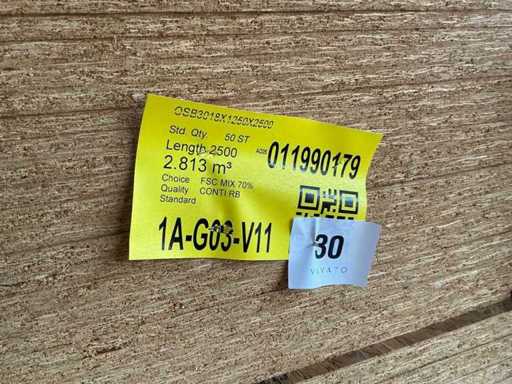 OSB3018X1250X2500
Std. Qty. 50 ST
Length 2500
2.813 m³
011990179
Choice FSC MIX 70%
Quality CONTI RB
Standard
1A-G03-V11
30
VIYATO